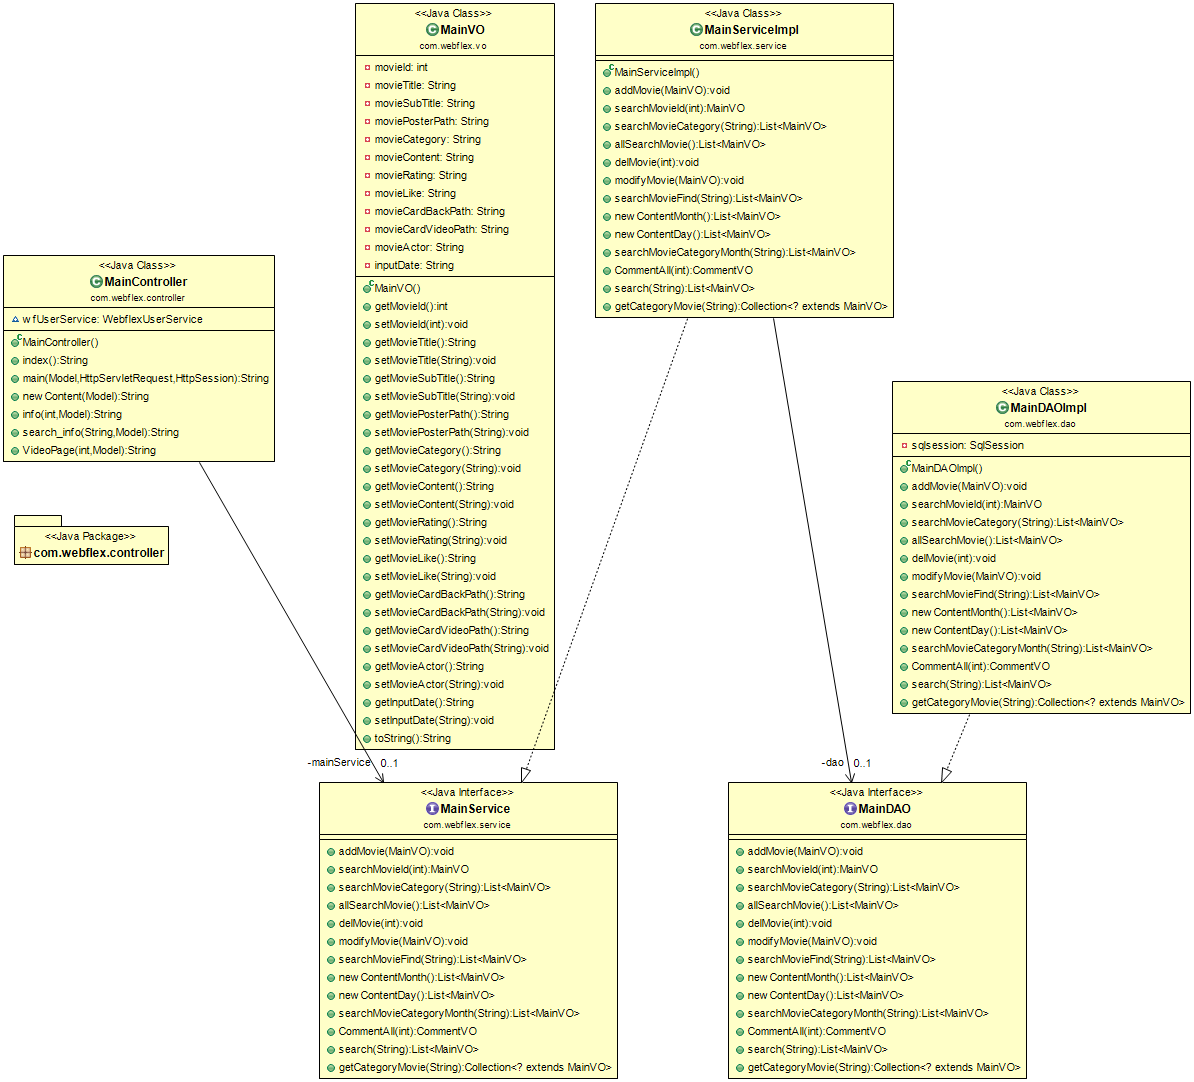 <<Java Class>>
MainVO
com.webflex.vo
movieId: int
movieTitle: String
movieSubTitle: String
moviePosterPath: String
movieCategory: String
movieContent: String
movieRating: String
movieLike: String
movieCardBackPath: String
movieCardVideoPath: String
movieActor: String
inputDate: String
MainVO()
getMovieId():int
setMovieId(int):void
getMovieTitle():String
setMovieTitle(String):void
getMovieSubTitle():String
setMovieSubTitle(String):void
getMoviePosterPath():String
setMoviePosterPath(String):void
getMovieCategory():String
setMovieCategory(String):void
getMovieContent():String
setMovieContent(String):void
getMovieRating():String
setMovieRating(String):void
getMovieLike():String
setMovieLike(String):void
getMovieCardBackPath():String
setMovieCardBackPath(String):void
getMovieCardVideoPath():String
setMovieCardVideoPath(String):void
getMovieActor():String
setMovieActor(String):void
getInputDate():String
setInputDate(String):void
toString():String
<<Java Class>>
MainServiceImpl
com.webflex.service
MainServiceImpl()
addMovie(MainVO):void
searchMovieId(int):MainVO
searchMovieCategory(String):List<MainVO>
allSearchMovie():List<MainVO>
delMovie(int):void
modifyMovie(MainVO):void
searchMovieFind(String):List<MainVO>
newContentMonth():List<MainVO>
newContentDay():List<MainVO>
searchMovieCategoryMonth(String):List<MainVO>
CommentAll(int):CommentVO
search(String):List<MainVO>
getCategoryMovie(String):Collection<? extends MainVO>
<<Java Class>>
MainController
com.webflex.controller
wfUserService: WebflexUserService
MainController()
index():String
main(Model,HttpServletRequest,HttpSession):String
newContent(Model):String
info(int,Model):String
search_info(String,Model):String
VideoPage(int,Model):String
<<Java Class>>
MainDAOImpl
com.webflex.dao
sqlsession: SqlSession
MainDAOImpl()
addMovie(MainVO):void
searchMovieId(int):MainVO
searchMovieCategory(String):List<MainVO>
allSearchMovie():List<MainVO>
delMovie(int):void
modifyMovie(MainVO):void
searchMovieFind(String):List<MainVO>
newContentMonth():List<MainVO>
newContentDay():List<MainVO>
searchMovieCategoryMonth(String):List<MainVO>
CommentAll(int):CommentVO
search(String):List<MainVO>
getCategoryMovie(String):Collection<? extends MainVO>
<<Java Package>>
com.webflex.controller
-mainService 0..1
-dao 0..1
<<Java Interface>>
MainService
com.webflex.service
addMovie(MainVO):void
searchMovieId(int):MainVO
searchMovieCategory(String):List<MainVO>
allSearchMovie():List<MainVO>
delMovie(int):void
modifyMovie(MainVO):void
searchMovieFind(String):List<MainVO>
newContentMonth():List<MainVO>
newContentDay():List<MainVO>
searchMovieCategoryMonth(String):List<MainVO>
CommentAll(int):CommentVO
search(String):List<MainVO>
getCategoryMovie(String):Collection<? extends MainVO>
<<Java Interface>>
MainDAO
com.webflex.dao
addMovie(MainVO):void
searchMovieId(int):MainVO
searchMovieCategory(String):List<MainVO>
allSearchMovie():List<MainVO>
delMovie(int):void
modifyMovie(MainVO):void
searchMovieFind(String):List<MainVO>
newContentMonth():List<MainVO>
newContentDay():List<MainVO>
searchMovieCategoryMonth(String):List<MainVO>
CommentAll(int):CommentVO
search(String):List<MainVO>
getCategoryMovie(String):Collection<? extends MainVO>